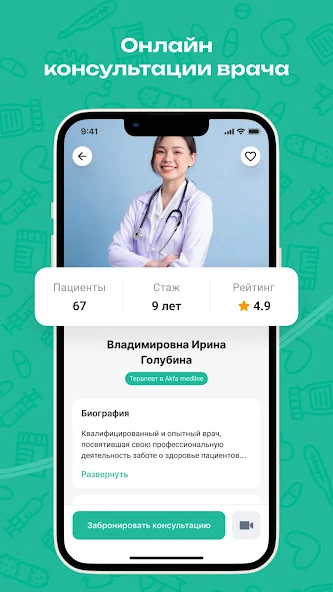 Онлайн
консультации врача
9:41
Пациенты
Стаж
Рейтинг
67
9 лет
4.9
Владимировна Ирина
Голубина
Терапевт в Akfa medline
Биография
Квалифицированный и опытный врач,
посвятившая свою профессиональную
деятельность заботе о здоровье пациентов...
Развернуть
Забронировать консультацию